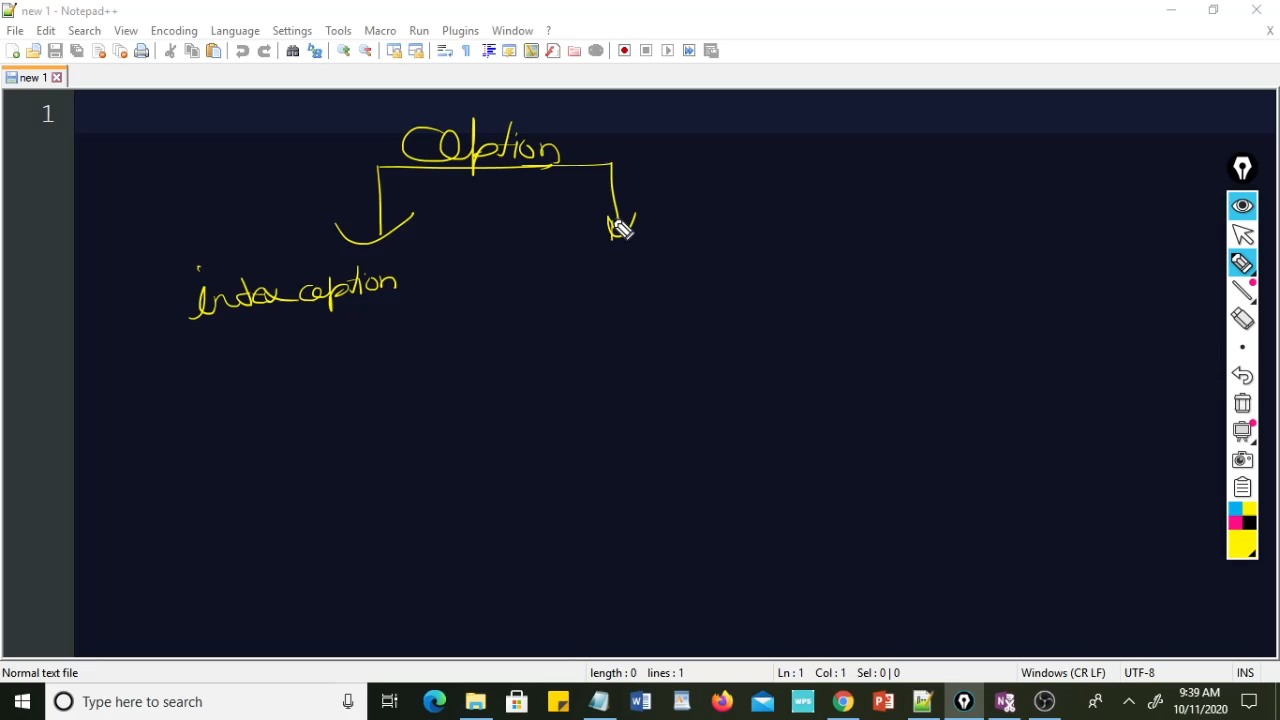 new 1 - Notepad++
File Edit Search View Encoding Language Settings Tools Macro Run Plugins Window ? X
new 1
1
Ception
interception
Normal text file length : 0 lines : 1 Ln : 1 Col : 1 Sel : 0 | 0 Windows (CR LF) UTF-8 INS
Type here to search
WPS
9:39 AM
10/11/2020